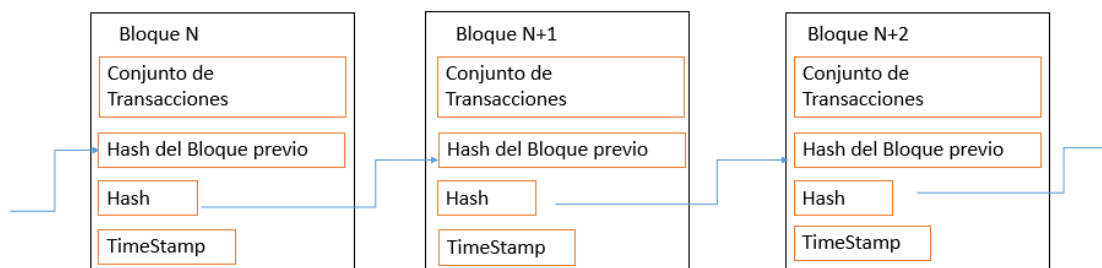 Bloque N
Conjunto de
Transacciones
Hash del Bloque previo
Hash
TimeStamp
Bloque N+1
Conjunto de
Transacciones
Hash del Bloque previo
Hash
TimeStamp
Bloque N+2
Conjunto de
Transacciones
Hash del Bloque previo
Hash
TimeStamp